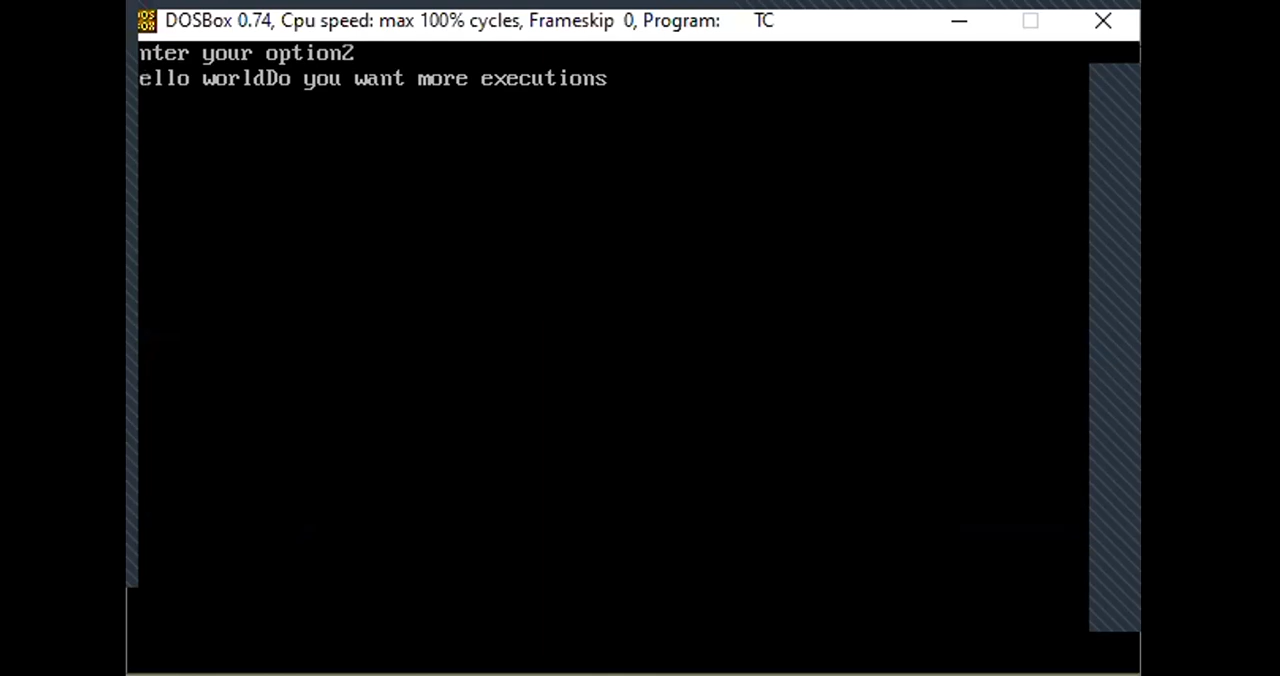 DOSBox 0.74, Cpu speed: max 100% cycles, Frameskip 0, Program: TC
nter your option2
ello worldDo you want more executions